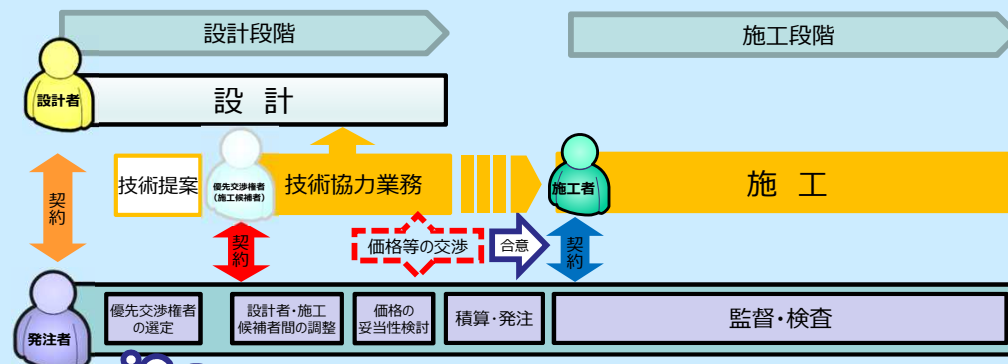 設計段階
施工段階
設計者
設 計
技術提案
優先交渉権者
(施工候補者)
技術協力業務
施工者
施 工
契約
契約
価格等の交渉
合意
契約
発注者
優先交渉権者
の選定
設計者・施工
候補者間の調整
価格の
妥当性検討
積算・発注
監督・検査